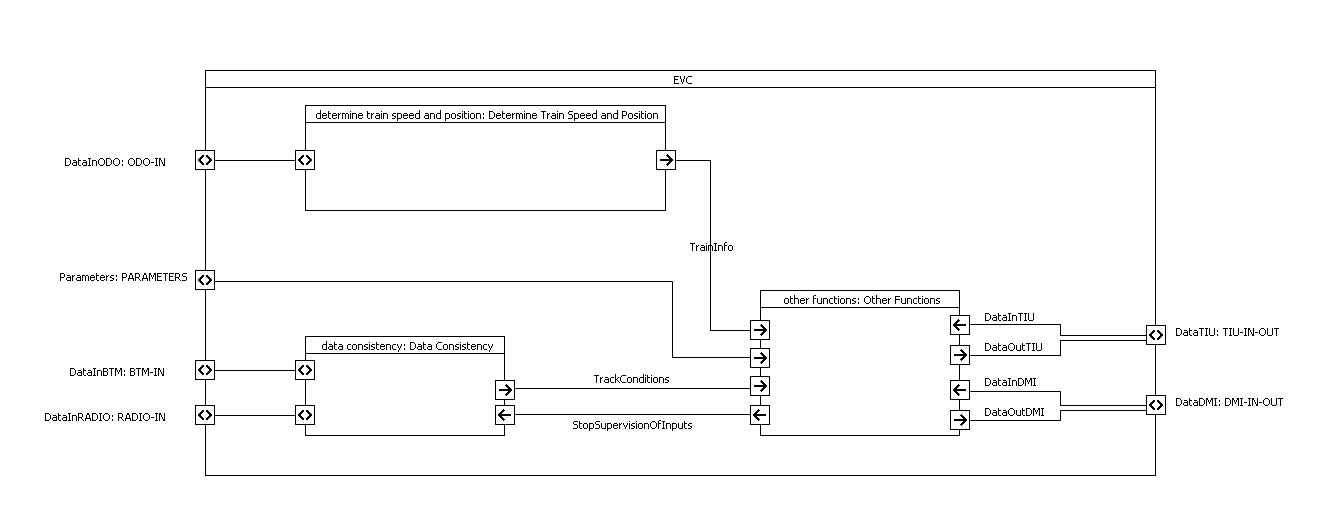 EVC
determine train speed and position: Determine Train Speed and Position
DataInODO: ODO-IN
TrainInfo
Parameters: PARAMETERS
other functions: Other Functions
DataInTIU
DataTIU: TIU-IN-OUT
DataOutTIU
data consistency: Data Consistency
DataInBTM: BTM-IN
TrackConditions
DataInDMI
DataDMI: DMI-IN-OUT
DataOutDMI
DataInRADIO: RADIO-IN
StopSupervisionOfInputs